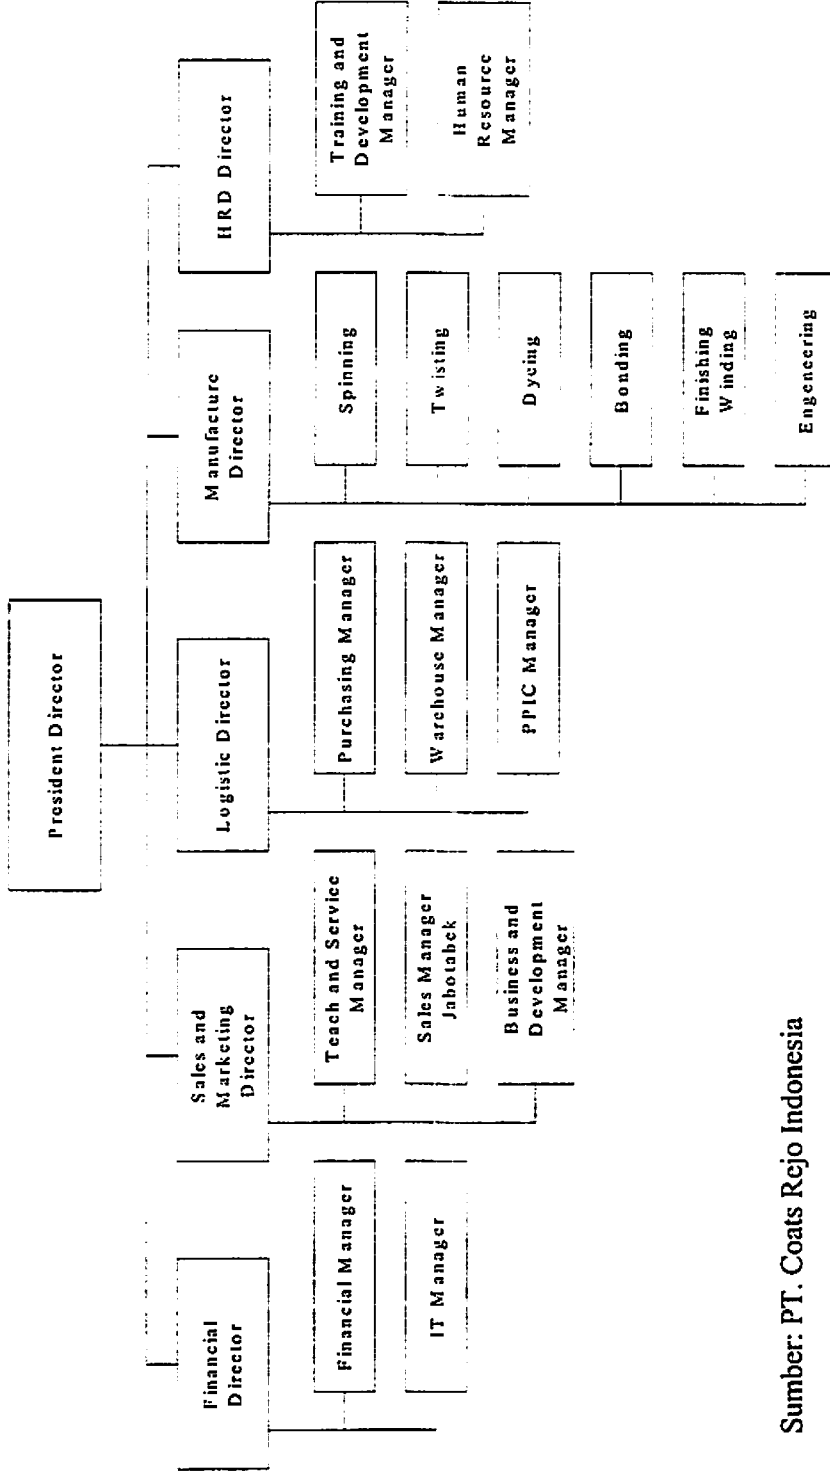 President Director
Financial
Director
Sales and
Marketing
Director
Logistic Director
Manufacture
Director
HRD Director
Financial Manager
IT Manager
Teach and Service
Manager
Sales Manager
Jabotabek
Business and
Development
Manager
Purchasing Manager
Warehouse Manager
PPIC Manager
Spinning
Twisting
Dyeing
Bonding
Finishing
Winding
Engeneering
Training and
Development
Manager
Human
Resource
Manager
Sumber: PT. Coats Rejo Indonesia